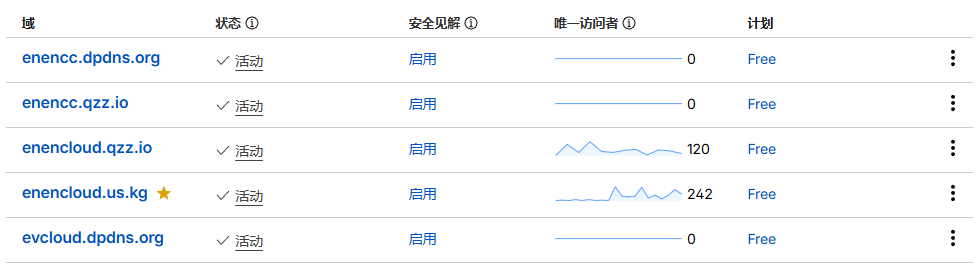 域 状态 安全见解 唯一访问者 计划
enencc.dpdns.org 活动 启用 0 Free
enencc.qzz.io 活动 启用 0 Free
enencloud.qzz.io 活动 启用 120 Free
enencloud.us.kg 活动 启用 242 Free
evcloud.dpdns.org 活动 启用 0 Free